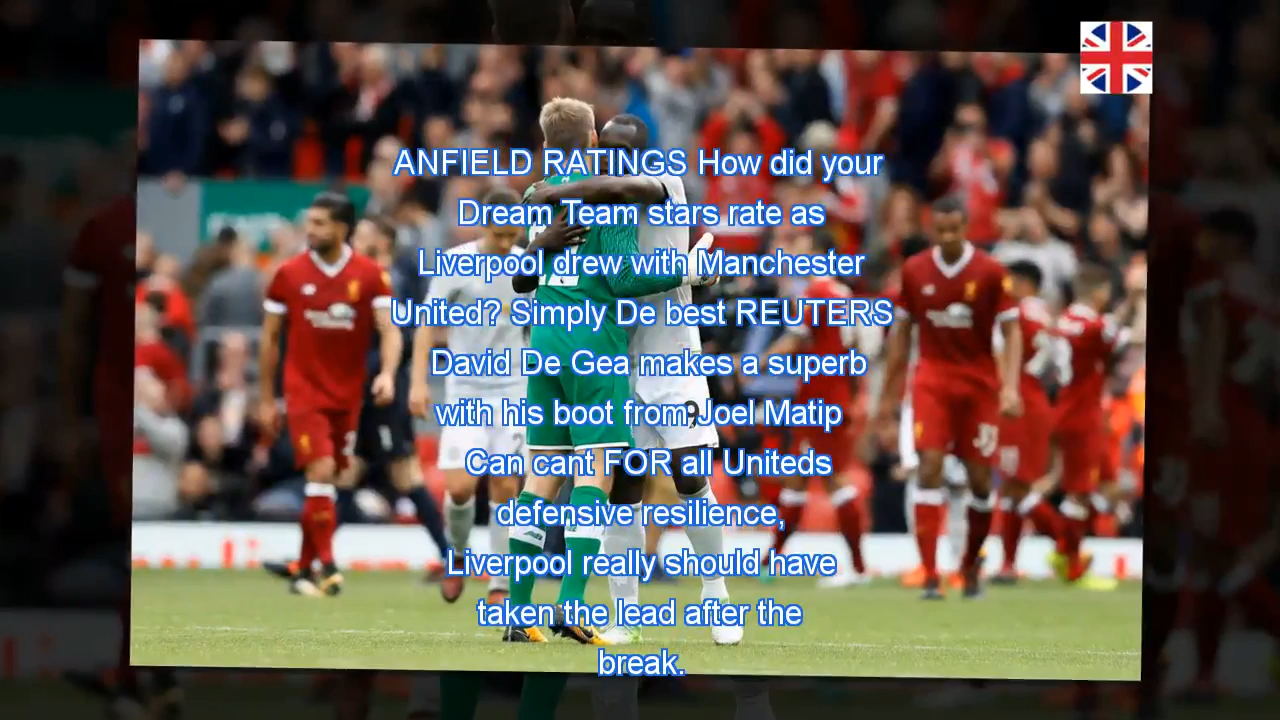 ANFIELD RATINGS How did your
Dream Team stars rate as
Liverpool drew with Manchester
United? Simply De best REUTERS
David De Gea makes a superb
with his boot from Joel Matip
Can cant FOR all Uniteds
defensive resilience,
Liverpool really should have
taken the lead after the
break.
9